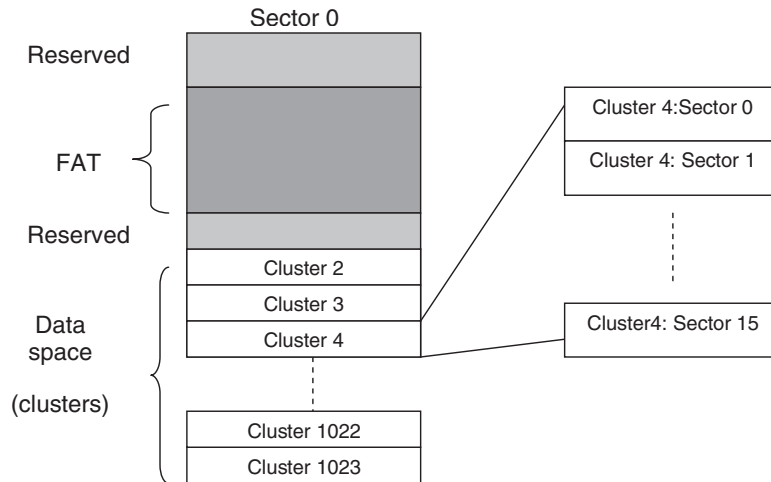 Sector 0
Reserved
FAT
Reserved
Data
space
(clusters)
Cluster 2
Cluster 3
Cluster 4
Cluster 1022
Cluster 1023
Cluster 4:Sector 0
Cluster 4: Sector 1
Cluster4: Sector 15